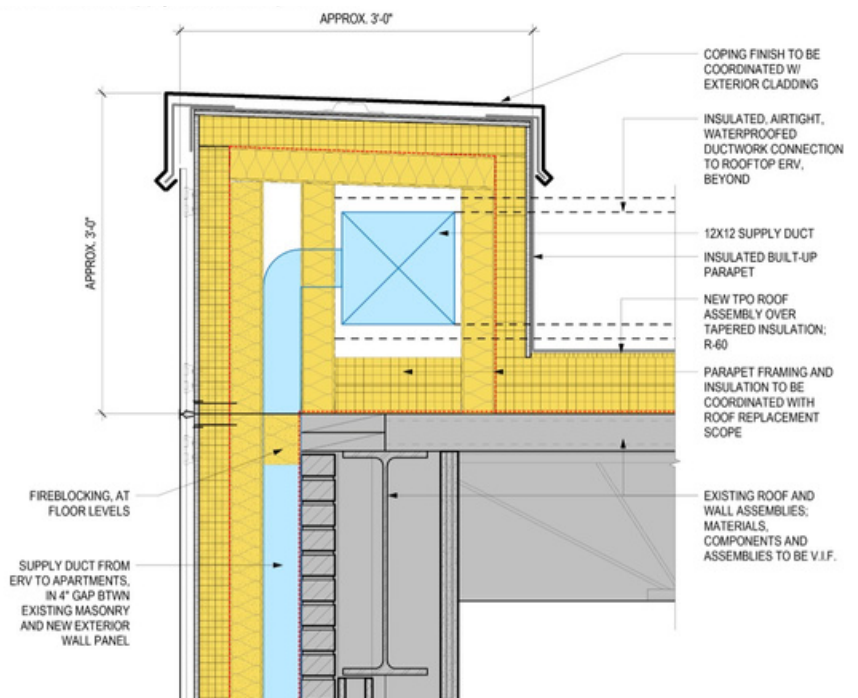 APPROX. 3'-0"
APPROX. 3'-0"
COPING FINISH TO BE
COORDINATED W/
EXTERIOR CLADDING
INSULATED, AIRTIGHT,
WATERPROOFED
DUCTWORK CONNECTION
TO ROOFTOP ERV,
BEYOND
12X12 SUPPLY DUCT
INSULATED BUILT-UP
PARAPET
NEW TPO ROOF
ASSEMBLY OVER
TAPERED INSULATION;
R-60
PARAPET FRAMING AND
INSULATION TO BE
COORDINATED WITH
ROOF REPLACEMENT
SCOPE
EXISTING ROOF AND
WALL ASSEMBLIES;
MATERIALS,
COMPONENTS AND
ASSEMBLIES TO BE V.I.F.
FIREBLOCKING, AT
FLOOR LEVELS
SUPPLY DUCT FROM
ERV TO APARTMENTS,
IN 4" GAP BTWN
EXISTING MASONRY
AND NEW EXTERIOR
WALL PANEL